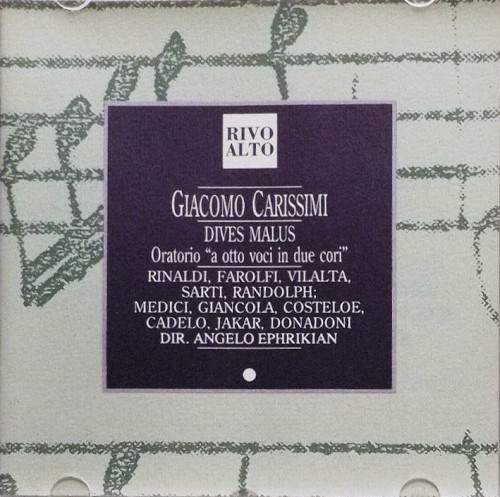 RIVO
ALTO
GIACOMO CARISSIMI
DIVES MALUS
Oratorio "a otto voci in due cori"
RINALDI, FAROLFI, VILALTA,
SARTI, RANDOLPH;
MEDICI, GIANCOLA, COSTELOE,
CADELO, JAKAR, DONADONI
DIR. ANGELO EPHRIKIAN